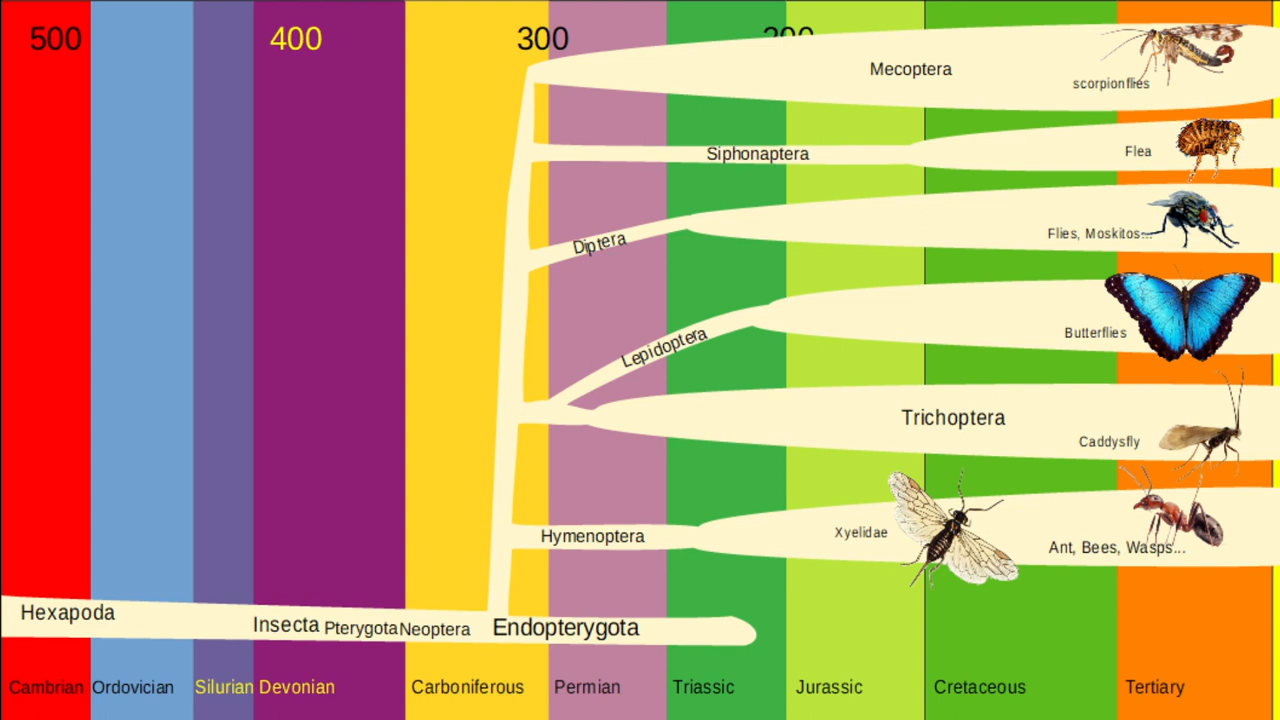 500 400 300 200
Mecoptera
scorpionflies
Siphonaptera
Flea
Diptera
Flies, Moskitos...
Lepidoptera
Butterflies
Trichoptera
Caddysfly
Hymenoptera
Xyelidae
Ant, Bees, Wasps...
Hexapoda
Insecta Pterygota Neoptera Endopterygota
Cambrian Ordovician Silurian Devonian Carboniferous Permian Triassic Jurassic Cretaceous Tertiary